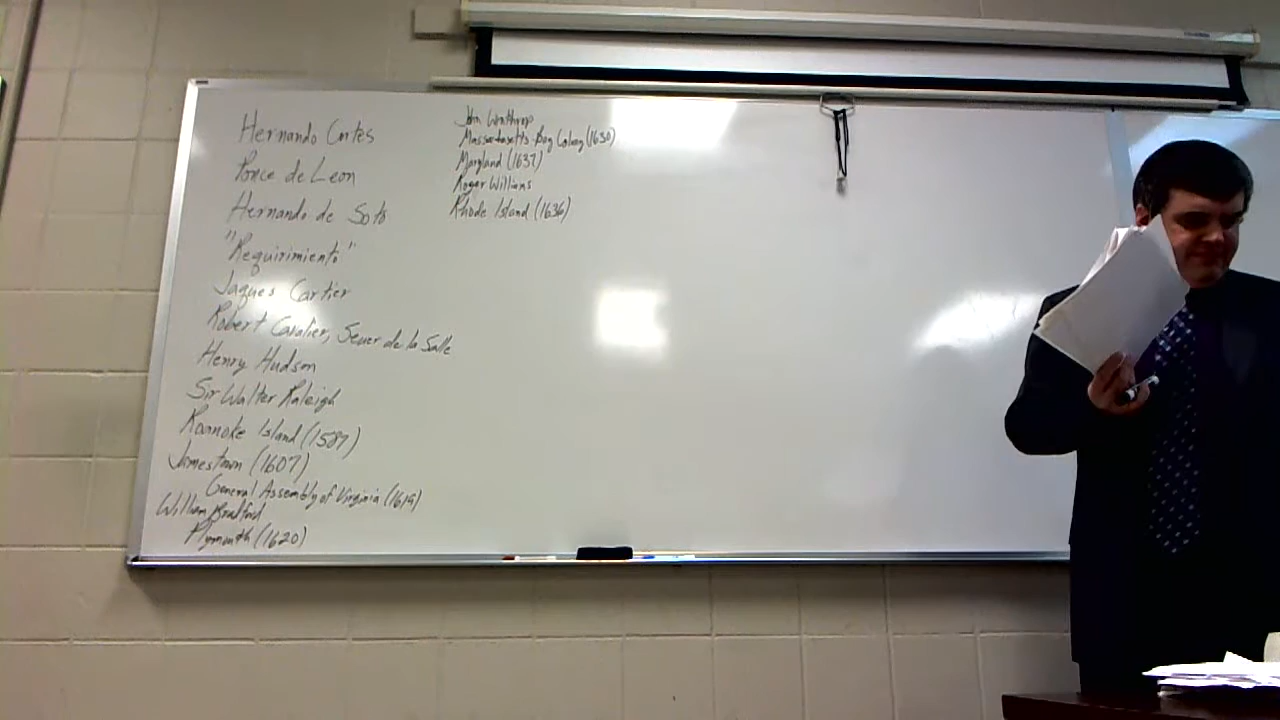 Hernando Cortes
Ponce de Leon
Hernando de Soto
"Requirimiento"
Jaques Cartier
Robert Cavalier, Seuer de la Salle
Henry Hudson
Sir Walter Raleigh
Roanoke Island (1587)
Jamestown (1607)
General Assembly of Virginia (1619)
William Bradford
Plymouth (1620)
John Winthrop
Massachusetts Bay Colony (1630)
Maryland (1632)
Roger Williams
Rhode Island (1636)